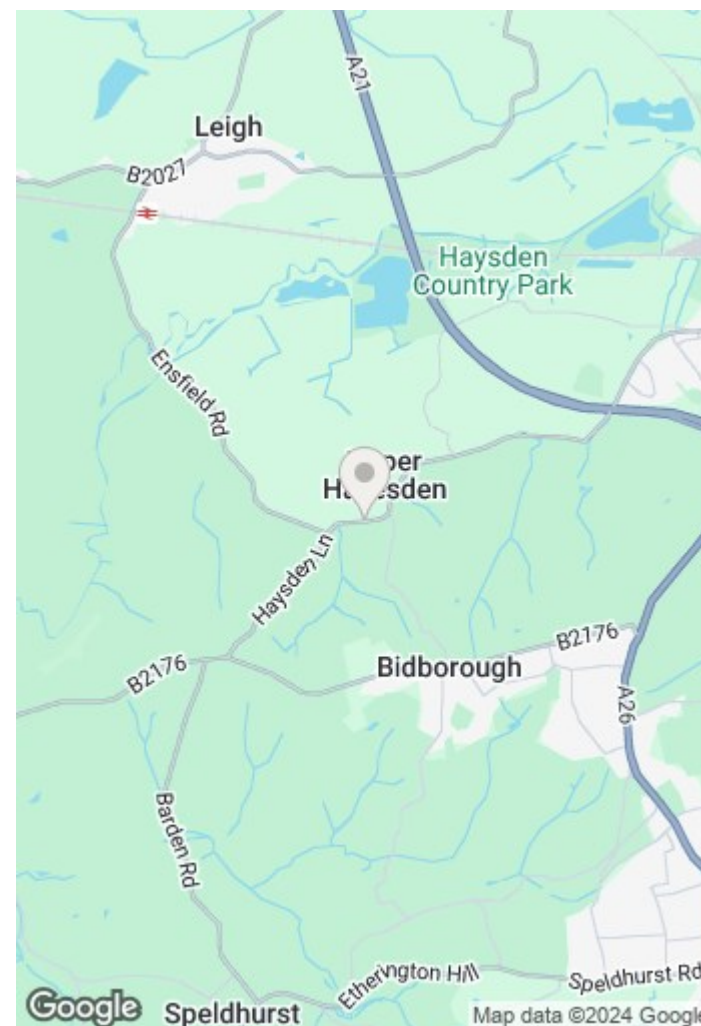 A21
Leigh
B2027
Haysden
Country Park
Ensfield Rd
Haysden Ln
B2176
B2176
Bidborough
A26
Barden Rd
Etherington Hill
Speldhurst Rd
Speldhurst
Google
Map data ©2024 Google